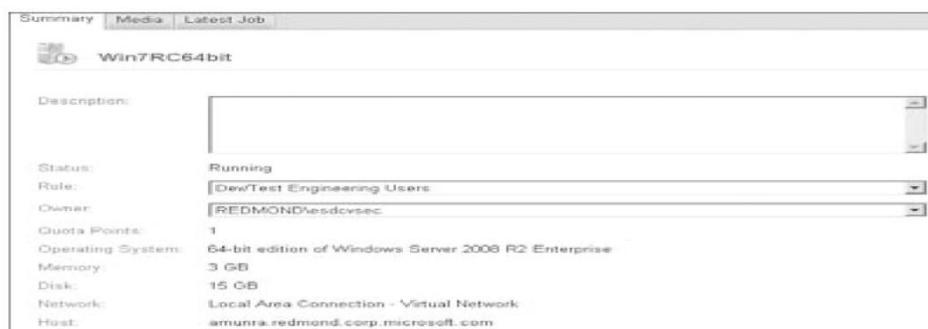 Summary Media Latest Job
Win7RC64bit
Description:
Status: Running
Rule: Dev/Test Engineering Users
Owner: REDMOND\esdcvsec
Quota Points: 1
Operating System: 64-bit edition of Windows Server 2008 R2 Enterprise
Memory: 3 GB
Disk: 15 GB
Network: Local Area Connection - Virtual Network
Host: amunra.redmond.corp.microsoft.com